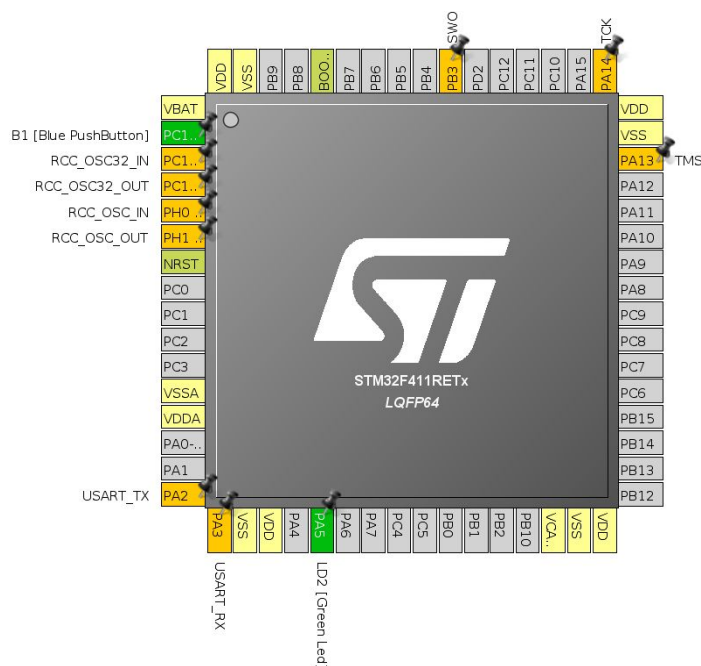 SWO
TCK
VDD
VSS
PB9
PB8
BOO..
PB7
PB6
PB5
PB4
PB3
PD2
PC12
PC11
PC10
PA15
PA14
VBAT
B1 [Blue PushButton] PC1..
RCC_OSC32_IN PC1..
RCC_OSC32_OUT PC1..
RCC_OSC_IN PH0 ..
RCC_OSC_OUT PH1 ..
NRST
PC0
PC1
PC2
PC3
VSSA
VDDA
PA0-..
PA1
USART_TX PA2
VDD
VSS
PA13 TMS
PA12
PA11
PA10
PA9
PA8
PC9
PC8
PC7
PC6
PB15
PB14
PB13
PB12
ST
STM32F411RETx
LQFP64
PA3
VSS
VDD
PA4
PA5
PA6
PA7
PC4
PC5
PB0
PB1
PB2
PB10
VCA..
VSS
VDD
USART_RX
LD2 [Green Led]